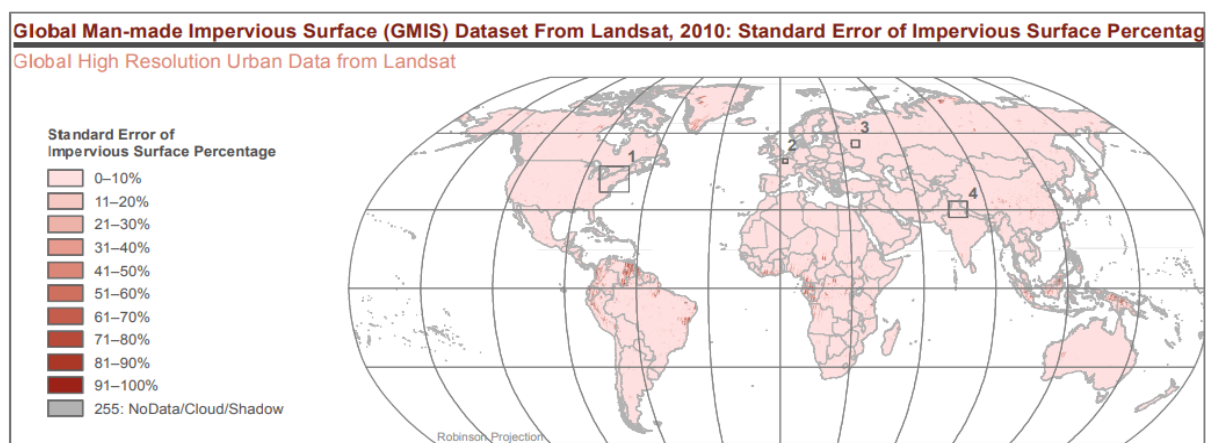 Global Man-made Impervious Surface (GMIS) Dataset From Landsat, 2010: Standard Error of Impervious Surface Percentag
Global High Resolution Urban Data from Landsat
Standard Error of
Impervious Surface Percentage
0–10%
11–20%
21–30%
31–40%
41–50%
51–60%
61–70%
71–80%
81–90%
91–100%
255: NoData/Cloud/Shadow
1
2
3
4
Robinson Projection